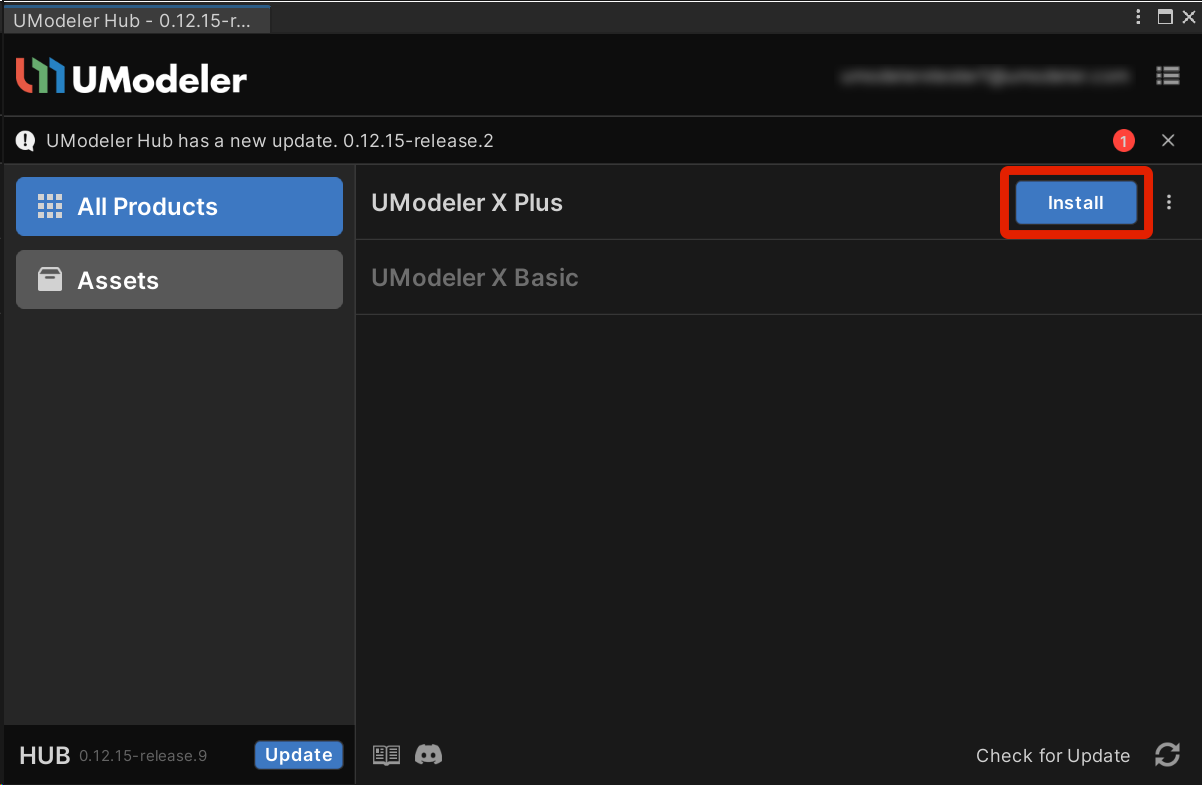 UModeler Hub - 0.12.15-r...
UModeler
UModeler Hub has a new update. 0.12.15-release.2
1
All Products
UModeler X Plus
Install
Assets
UModeler X Basic
HUB 0.12.15-release.9
Update
Check for Update